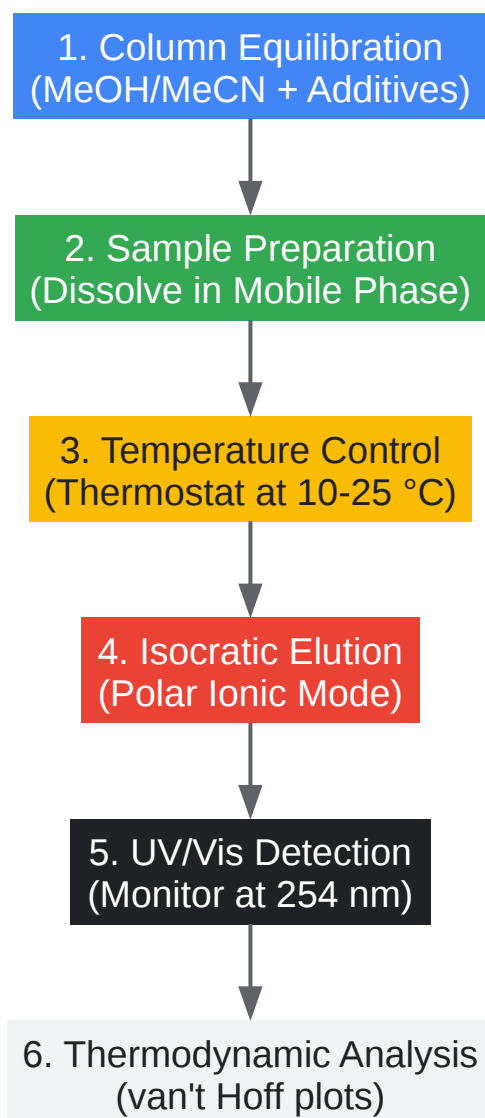 1. Column Equilibration
(MeOH/MeCN + Additives)
2. Sample Preparation
(Dissolve in Mobile Phase)
3. Temperature Control
(Thermostat at 10-25 °C)
4. Isocratic Elution
(Polar Ionic Mode)
5. UV/Vis Detection
(Monitor at 254 nm)
6. Thermodynamic Analysis
(van't Hoff plots)